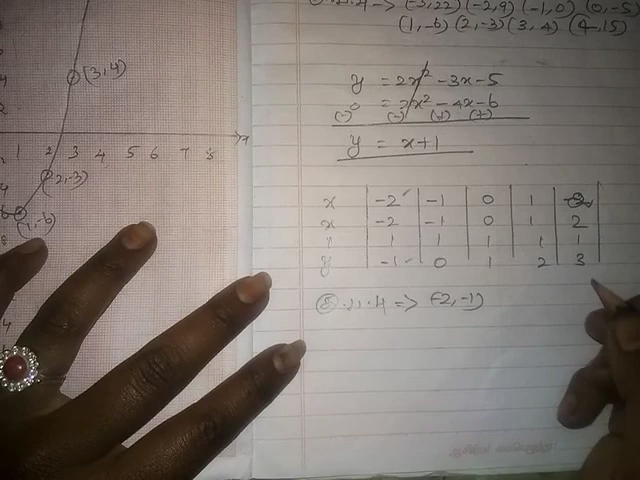 (3,4)
1 2 3 4 5 6 7 8
(2,-3)
(1,-6)
(-3,22) (-2,9) (-1,0) (0,-5)
(1,-6) (2,-3) (3,4) (4,15)
y = 2x² - 3x - 5
0 = 2x² - 4x - 6
(-) (-) (+) (+)
y = x+1
x -2 -1 0 1
x -2 -1 0 1 2
1 1 1 1 1 1
y -1 0 1 2 3
=> (-2,-1)